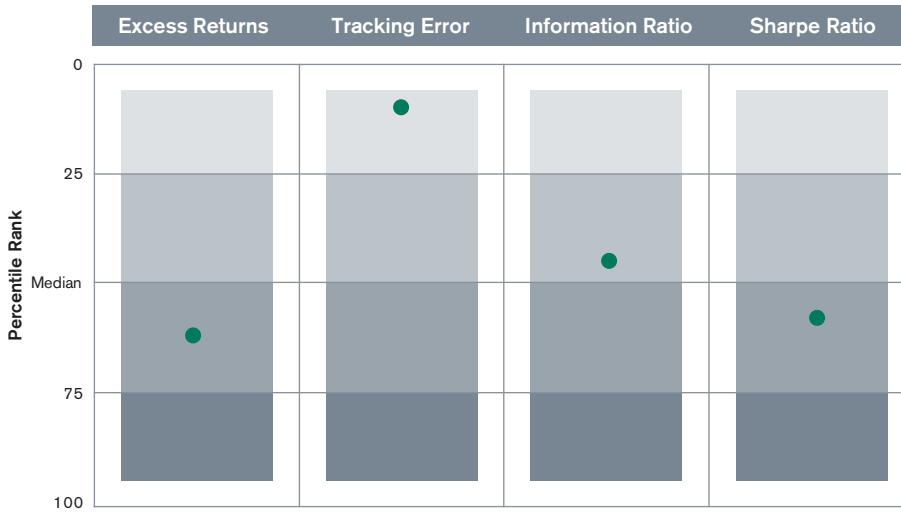 Excess Returns Tracking Error Information Ratio Sharpe Ratio
0
25
Median
75
100
Percentile Rank